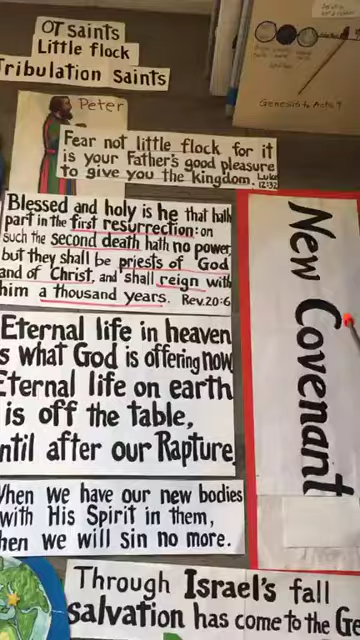 OT saints
Little flock
Tribulation Saints
Peter
Genesis to Acts 9
Fear not little flock for it
is your Father's good pleasure
to give you the kingdom. Luke
12:32
Blessed and holy is he that hath
part in the first resurrection: on
such the second death hath no power,
but they shall be priests of God
and of Christ, and shall reign with
him a thousand years. Rev. 20:6
New Covenant
Eternal life in heaven
is what God is offering now
Eternal life on earth
is off the table,
until after our Rapture
When we have our new bodies
with His Spirit in them,
then we will sin no more.
Through Israel's fall
salvation has come to the Ge